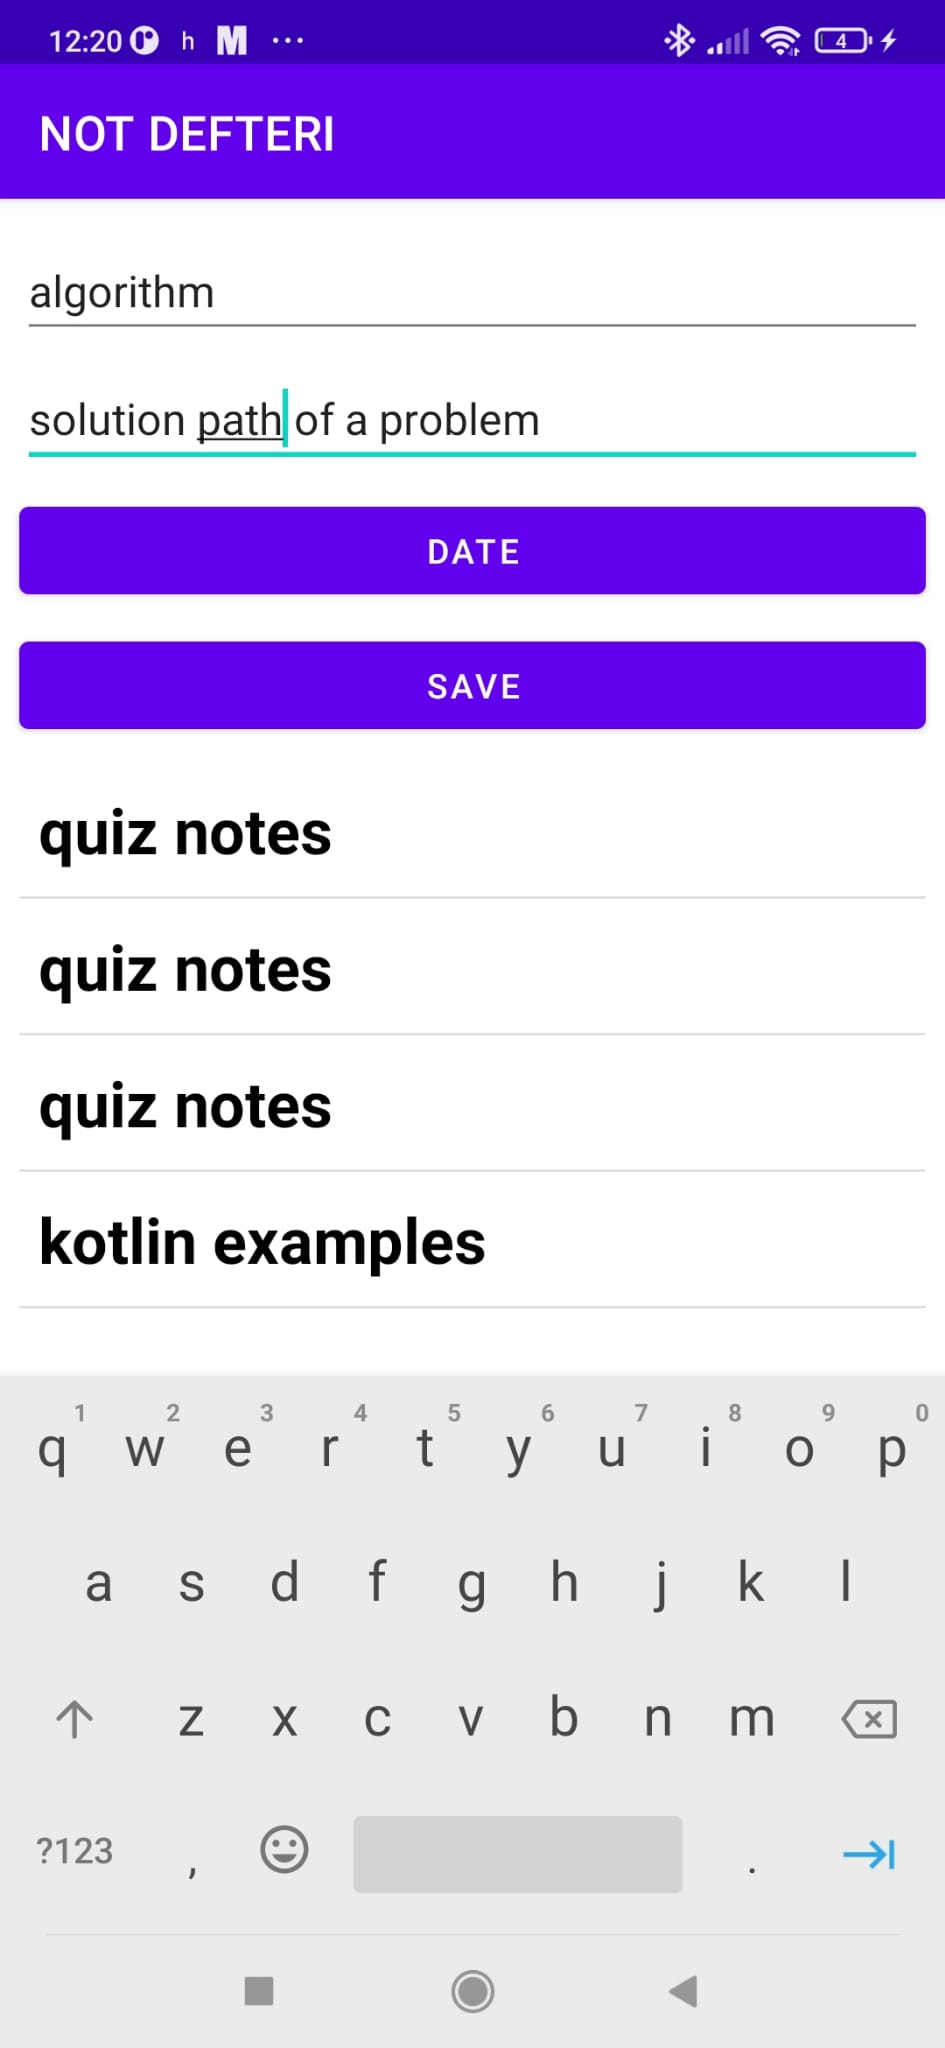 12:20 h M ... 4
NOT DEFTERI
algorithm
solution path of a problem
DATE
SAVE
quiz notes
quiz notes
quiz notes
kotlin examples
1 2 3 4 5 6 7 8 9 0
q w e r t y u i o p
a s d f g h j k l
z x c v b n m
?123 , .